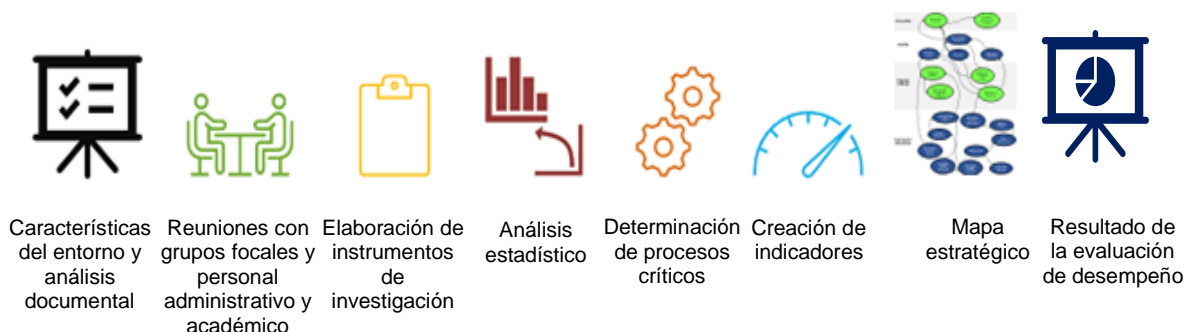 Características
del entorno y
análisis
documental
Reuniones con
grupos focales y
personal
administrativo y
académico
Elaboración de
instrumentos
de
investigación
Análisis
estadístico
Determinación
de procesos
críticos
Creación de
indicadores
Mapa
estratégico
Resultado de
la evaluación
de desempeño